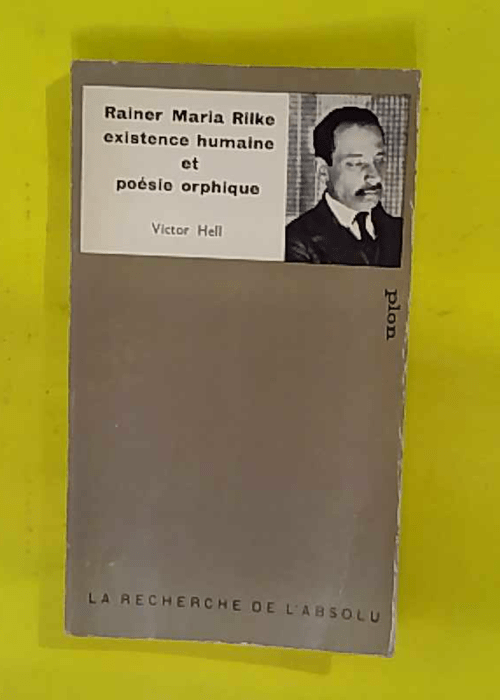 Rainer Maria Rilke
existence humaine
et
poésie orphique
Victor Hell
plon
LA RECHERCHE DE L'ABSOLU